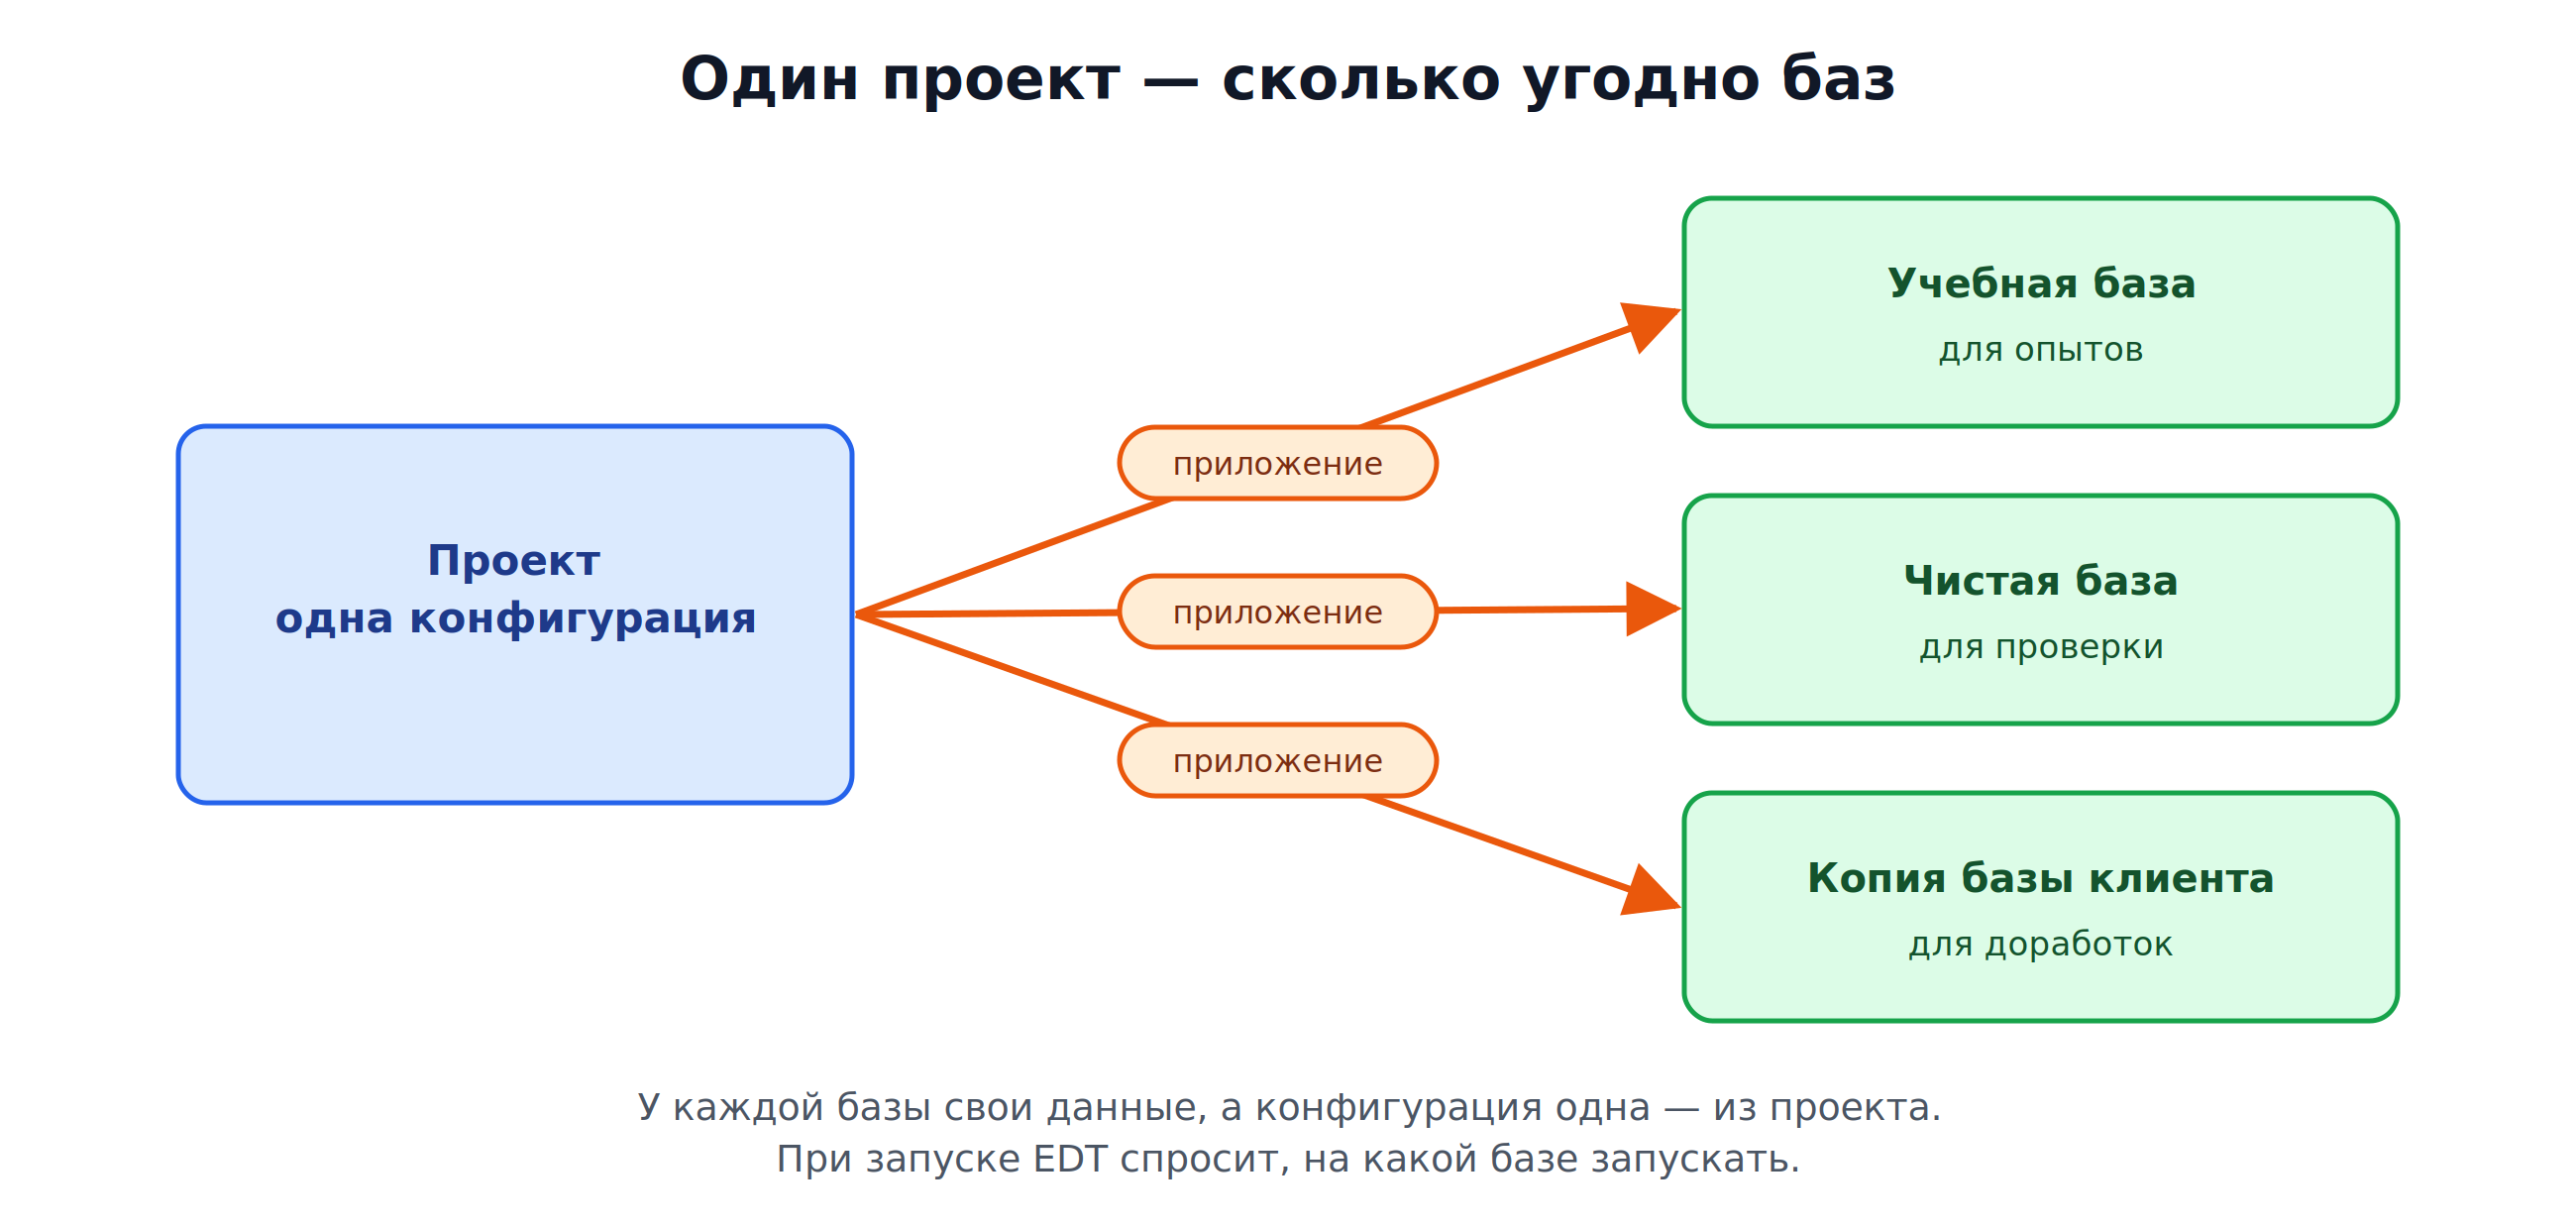 Один проект — сколько угодно баз
Проект
одна конфигурация
приложение
приложение
приложение
Учебная база
для опытов
Чистая база
для проверки
Копия базы клиента
для доработок
У каждой базы свои данные, а конфигурация одна — из проекта.
При запуске EDT спросит, на какой базе запускать.